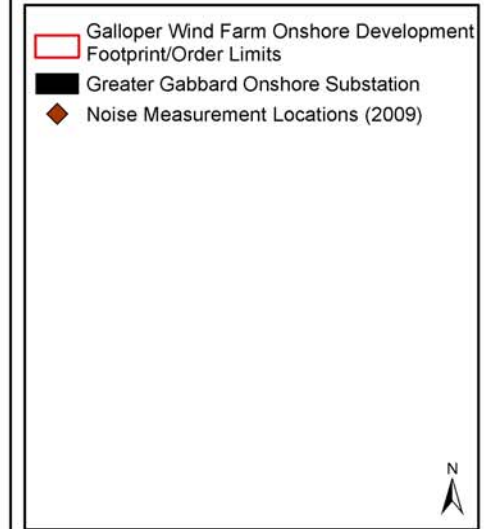 Galloper Wind Farm Onshore Development
Footprint/Order Limits
Greater Gabbard Onshore Substation
Noise Measurement Locations (2009)
N